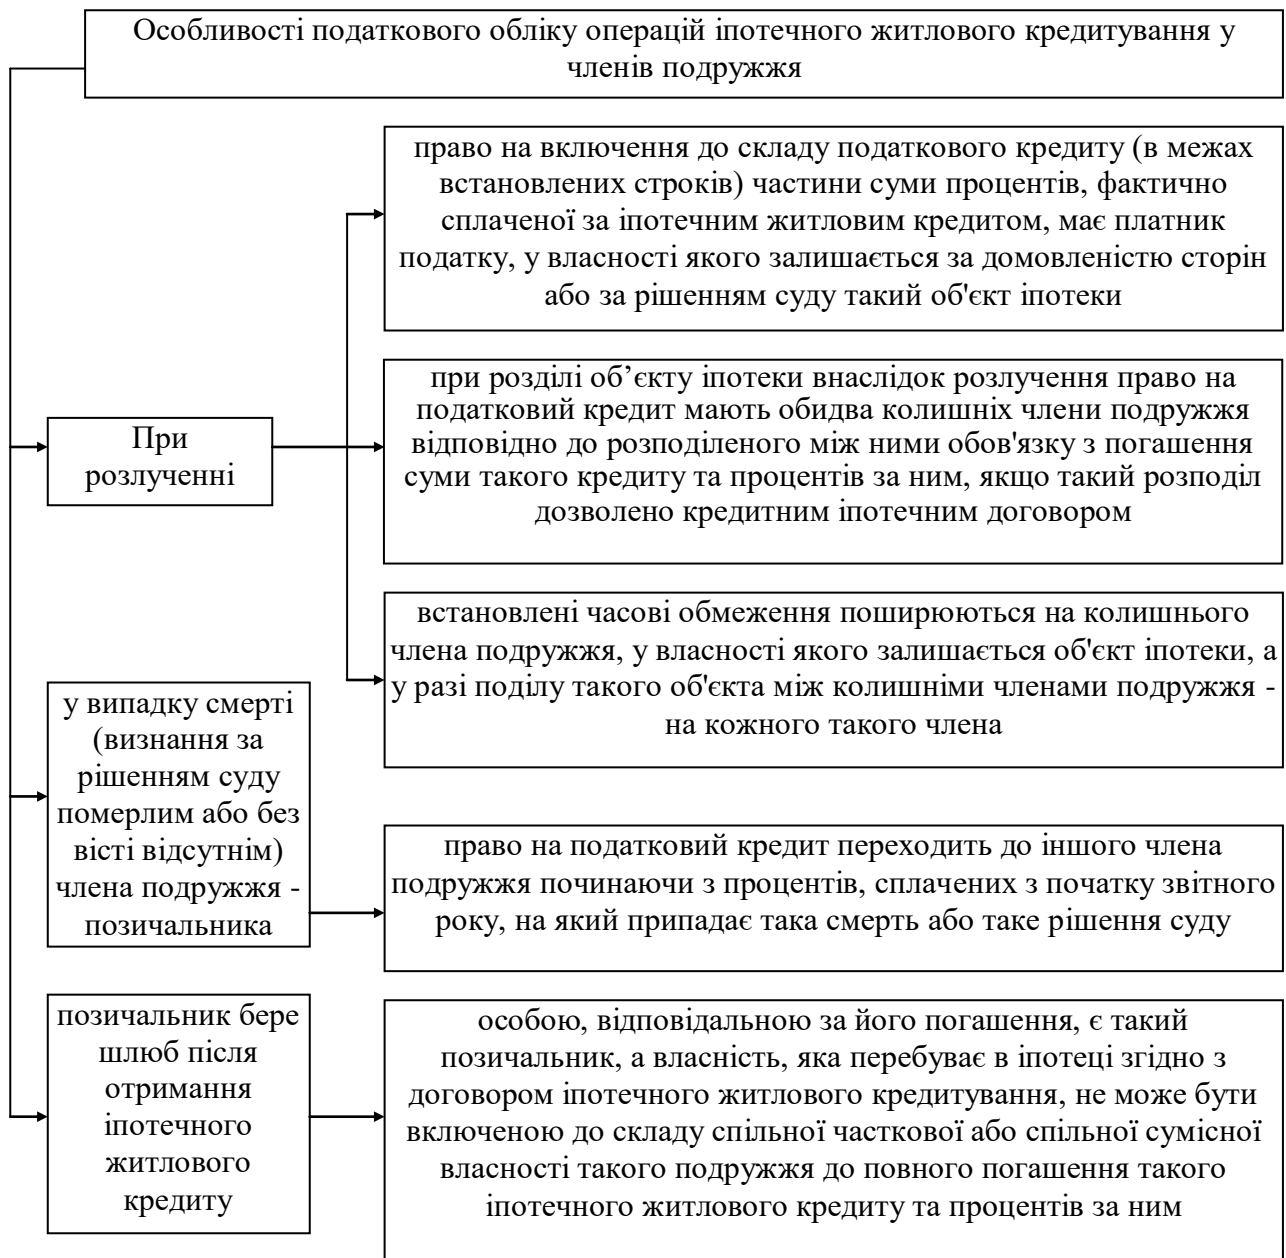 Особливості податкового обліку операцій іпотечного житлового кредитування у
членів подружжя
право на включення до складу податкового кредиту (в межах
встановлених строків) частини суми процентів, фактично
сплаченої за іпотечним житловим кредитом, має платник
податку, у власності якого залишається за домовленістю сторін
або за рішенням суду такий об'єкт іпотеки
При
розлученні
при розділі об’єкту іпотеки внаслідок розлучення право на
податковий кредит мають обидва колишніх члени подружжя
відповідно до розподіленого між ними обов'язку з погашення
суми такого кредиту та процентів за ним, якщо такий розподіл
дозволено кредитним іпотечним договором
встановлені часові обмеження поширюються на колишнього
члена подружжя, у власності якого залишається об'єкт іпотеки, а
у разі поділу такого об'єкта між колишніми членами подружжя -
на кожного такого члена
у випадку смерті
(визнання за
рішенням суду
померлим або без
вісті відсутнім)
члена подружжя -
позичальника
право на податковий кредит переходить до іншого члена
подружжя починаючи з процентів, сплачених з початку звітного
року, на який припадає така смерть або таке рішення суду
позичальник бере
шлюб після
отримання
іпотечного
житлового
кредиту
особою, відповідальною за його погашення, є такий
позичальник, а власність, яка перебуває в іпотеці згідно з
договором іпотечного житлового кредитування, не може бути
включеною до складу спільної часткової або спільної сумісної
власності такого подружжя до повного погашення такого
іпотечного житлового кредиту та процентів за ним